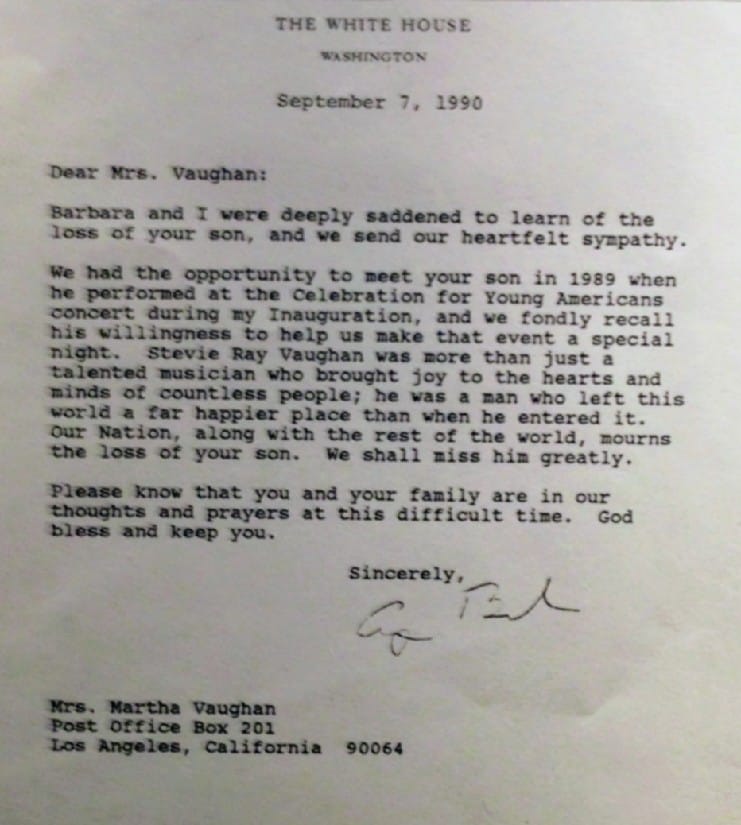 THE WHITE HOUSE
WASHINGTON
September 7, 1990
Dear Mrs. Vaughan:
Barbara and I were deeply saddened to learn of the
loss of your son, and we send our heartfelt sympathy.
We had the opportunity to meet your son in 1989 when
he performed at the Celebration for Young Americans
concert during my Inauguration, and we fondly recall
his willingness to help us make that event a special
night.  Stevie Ray Vaughan was more than just a
talented musician who brought joy to the hearts and
minds of countless people; he was a man who left this
world a far happier place than when he entered it.
Our Nation, along with the rest of the world, mourns
the loss of your son.  We shall miss him greatly.
Please know that you and your family are in our
thoughts and prayers at this difficult time.  God
bless and keep you.
Sincerely,
Mrs. Martha Vaughan
Post Office Box 201
Los Angeles, California  90064